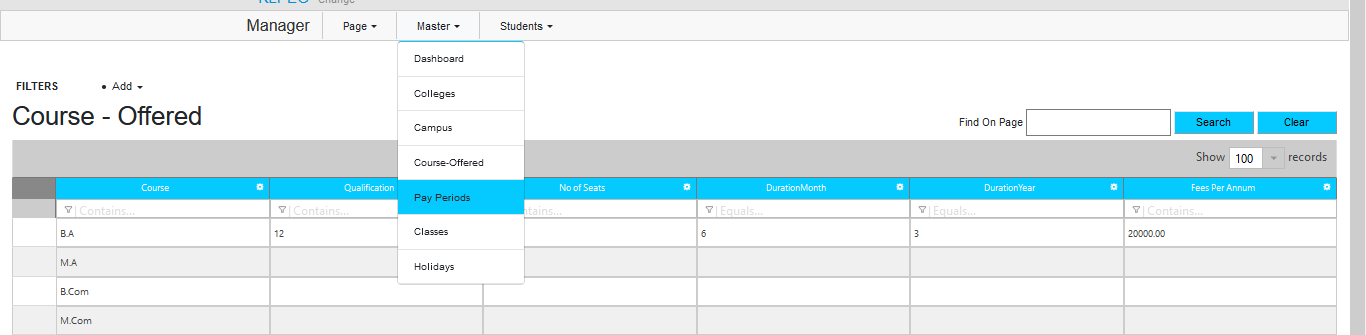 Change
Manager Page Master Students
Dashboard
Colleges
Campus
Course-Offered
Pay Periods
Classes
Holidays
FILTERS • Add
Course - Offered
Find On Page Search Clear
Show 100 records
Course Qualification No of Seats DurationMonth DurationYear Fees Per Annum
Contains... Contains... Equals... Equals... Contains...
B.A 12 6 3 20000.00
M.A
B.Com
M.Com